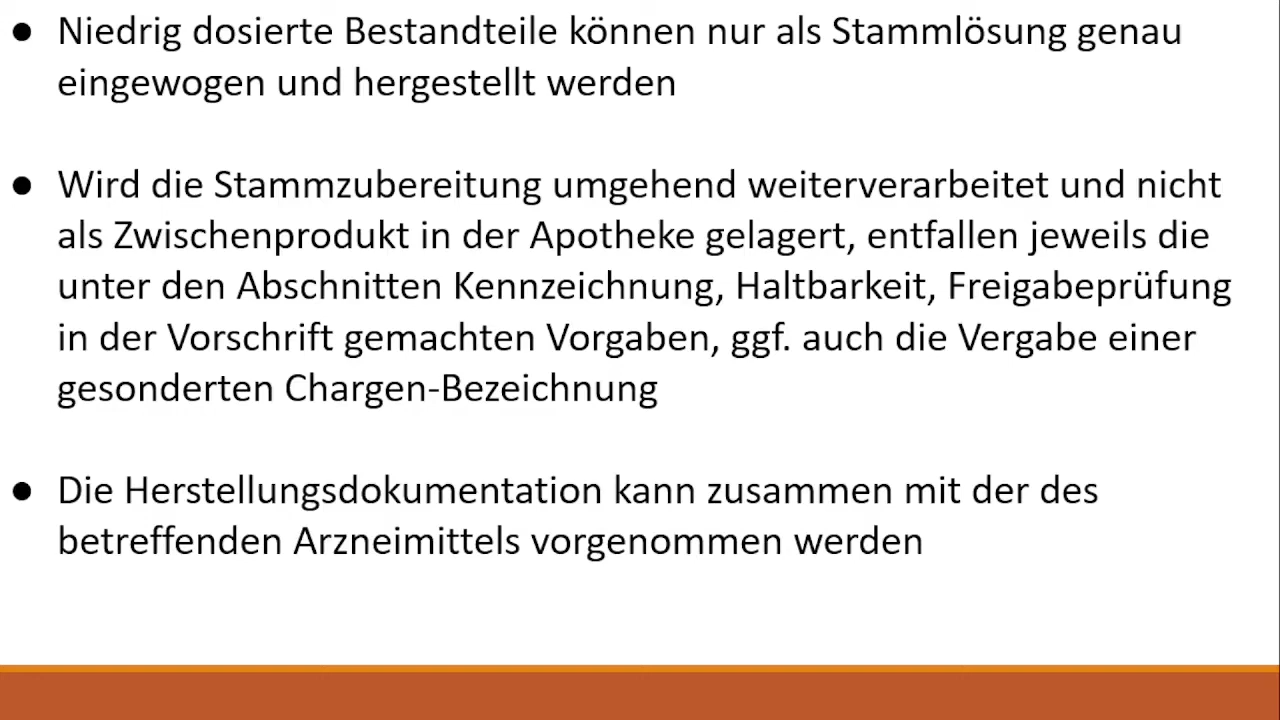 ● Niedrig dosierte Bestandteile können nur als Stammlösung genau
eingewogen und hergestellt werden
● Wird die Stammzubereitung umgehend weiterverarbeitet und nicht
als Zwischenprodukt in der Apotheke gelagert, entfallen jeweils die
unter den Abschnitten Kennzeichnung, Haltbarkeit, Freigabeprüfung
in der Vorschrift gemachten Vorgaben, ggf. auch die Vergabe einer
gesonderten Chargen-Bezeichnung
● Die Herstellungsdokumentation kann zusammen mit der des
betreffenden Arzneimittels vorgenommen werden